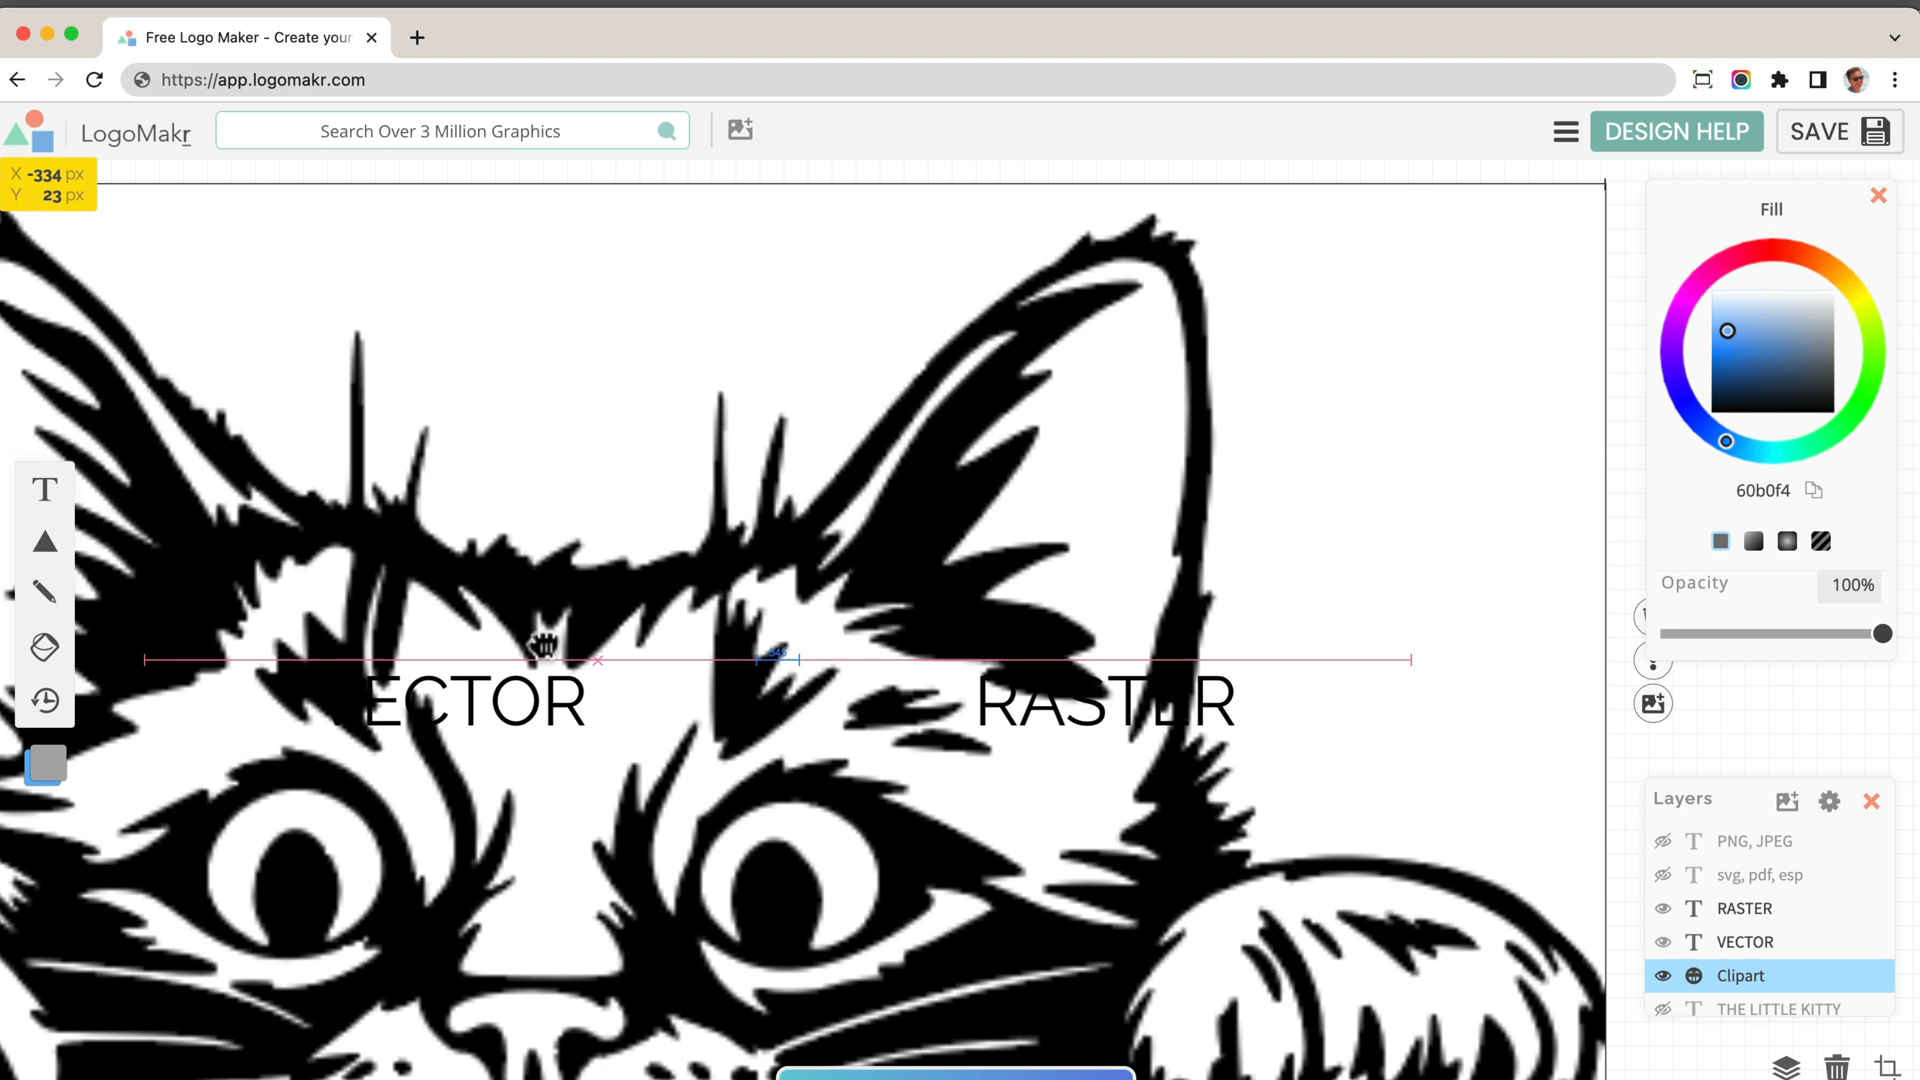 Free Logo Maker - Create your
https://app.logomakr.com
LogoMakr
Search Over 3 Million Graphics
DESIGN HELP
SAVE
X -334 px
Y 23 px
Fill
60b0f4
Opacity
100%
T
545
VECTOR
RASTER
Layers
T PNG, JPEG
T svg, pdf, esp
T RASTER
T VECTOR
Clipart
T THE LITTLE KITTY